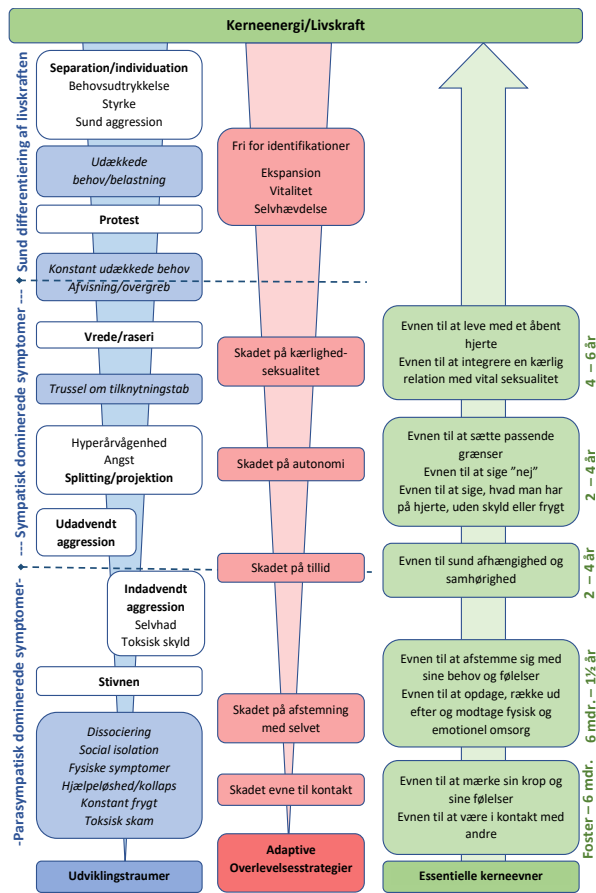 Kerneenergi/Livskraft
Sund differentiering af livskraften
Separation/individuation
Behovsudtrykkelse
Styrke
Sund aggression
Udækkede
behov/belastning
Protest
Konstant udækkede behov
Afvisning/overgreb
--- Sympatisk dominerede symptomer ---
Vrede/raseri
Trussel om tilknytningstab
Hyperårvågenhed
Angst
Splitting/projektion
Udadvendt
aggression
-Parasympatisk dominerede symptomer-
Indadvendt
aggression
Selvhad
Toksisk skyld
Stivnen
Dissociering
Social isolation
Fysiske symptomer
Hjælpeløshed/kollaps
Konstant frygt
Toksisk skam
Udviklingstraumer
Fri for identifikationer
Ekspansion
Vitalitet
Selvhævdelse
Skadet på kærlighed-
seksualitet
Skadet på autonomi
Skadet på tillid
Skadet på afstemning
med selvet
Skadet evne til kontakt
Adaptive
Overlevelsesstrategier
Evnen til at leve med et åbent
hjerte
Evnen til at integrere en kærlig
relation med vital seksualitet
4 – 6 år
Evnen til at sætte passende
grænser
Evnen til at sige ”nej”
Evnen til at sige, hvad man har
på hjerte, uden skyld eller frygt
2 – 4 år
Evnen til sund afhængighed og
samhørighed
2 – 4 år
Evnen til at afstemme sig med
sine behov og følelser
Evnen til at opdage, række ud
efter og modtage fysisk og
emotionel omsorg
6 mdr. – 1½ år
Evnen til at mærke sin krop og
sine følelser
Evnen til at være i kontakt med
andre
Foster – 6 mdr.
Essentielle kerneevner